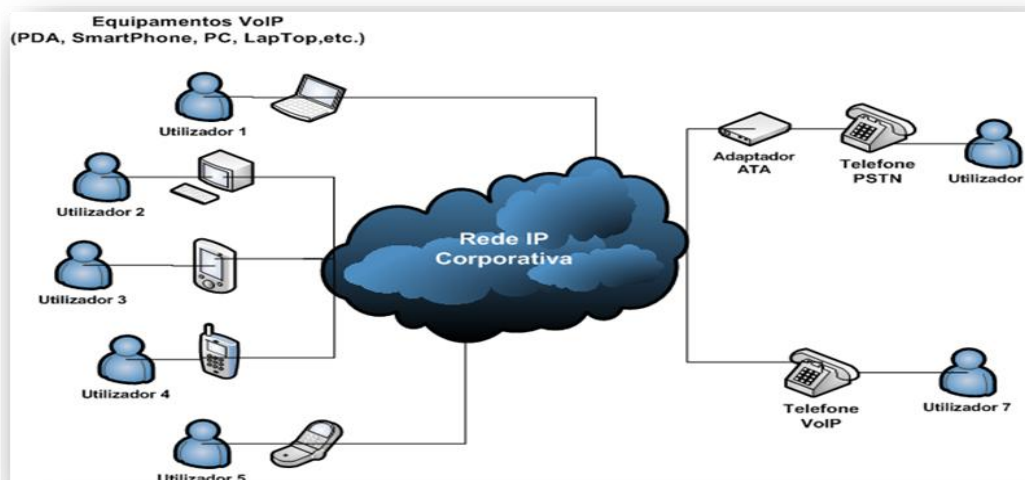 Equipamentos VoIP
(PDA, SmartPhone, PC, LapTop,etc.)
Utilizador 1
Utilizador 2
Utilizador 3
Utilizador 4
Utilizador 5
Rede IP
Corporativa
Adaptador
ATA
Telefone
PSTN
Utilizador
Telefone
VoIP
Utilizador 7